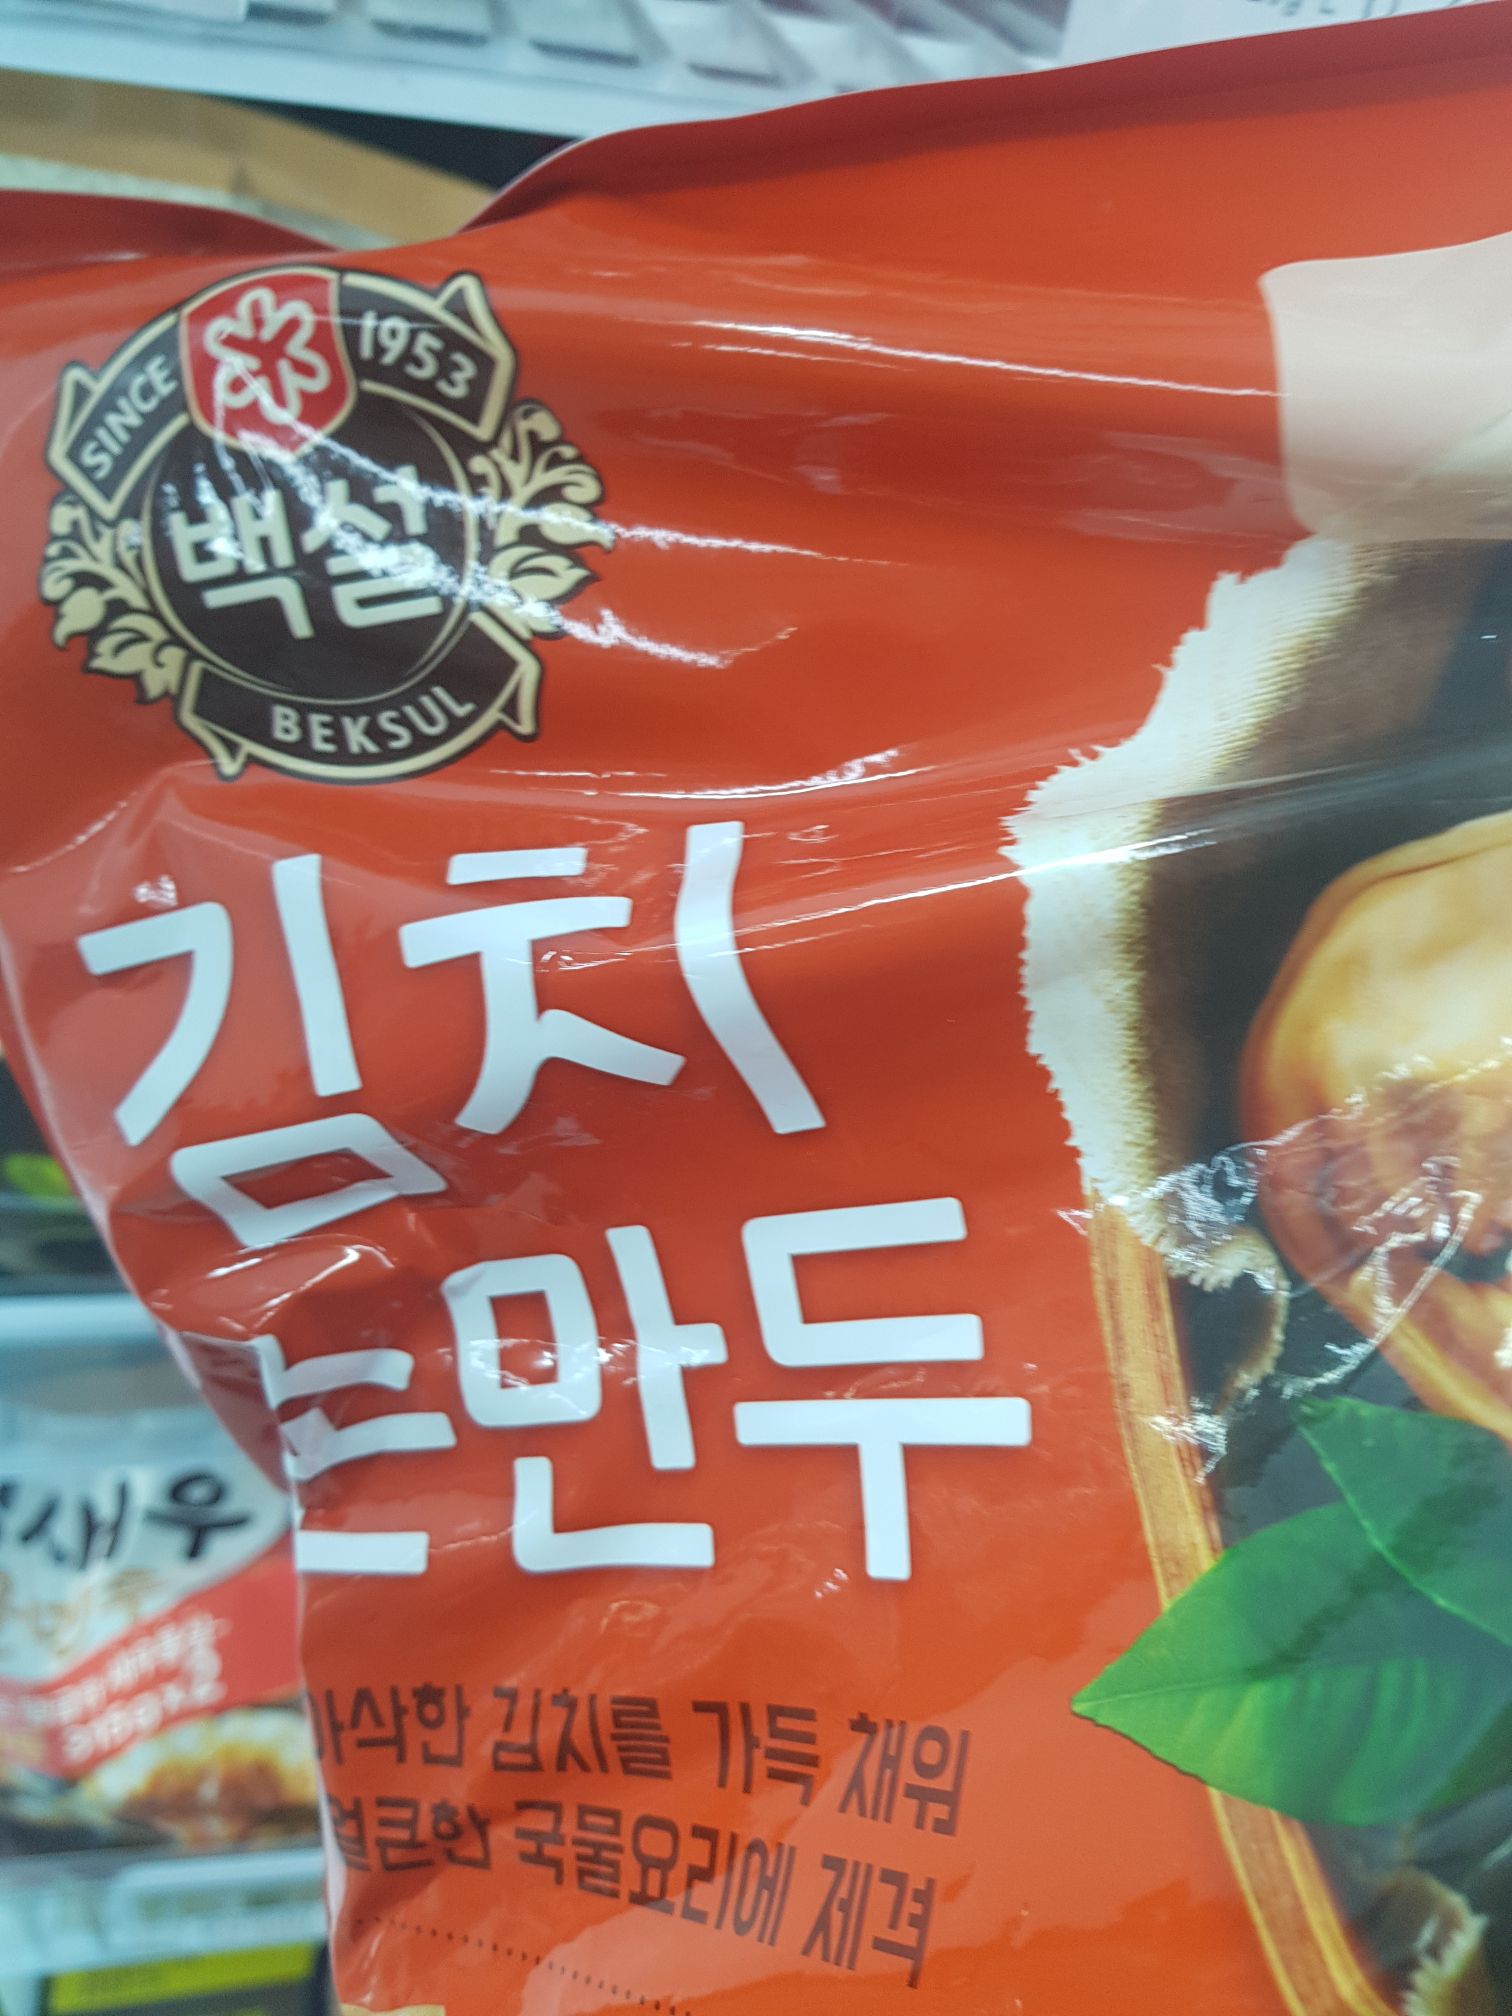 SINCE 1953
백설
BEKSUL
김치
손만두
아삭한 김치를 가득 채워
얼큰한 국물요리에 제격
새우